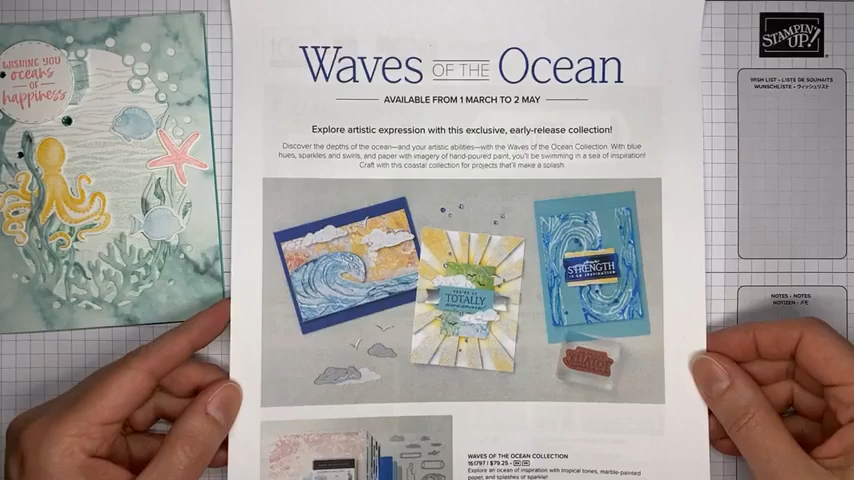 WISHING YOU
oceans
OF
happiness
Waves OF THE Ocean
AVAILABLE FROM 1 MARCH TO 2 MAY
Explore artistic expression with this exclusive, early-release collection!
Discover the depths of the ocean—and your artistic abilities—with the Waves of the Ocean Collection. With blue
hues, sparkles and swirls, and paper with imagery of hand-poured paint, you'll be swimming in a sea of inspiration!
Craft with this coastal collection for projects that'll make a splash.
TOTALLY
STRENGTH
WAVES OF THE OCEAN COLLECTION
161797 / $79.25
Explore an ocean of inspiration with tropical tones, marble-painted
paper, and splashes of sparkle!
STAMPIN' UP!
WISH LIST • LISTE DE SOUHAITS
WUNSCHLISTE • ウィッシュリスト
NOTES • NOTES
NOTIZEN • メモ